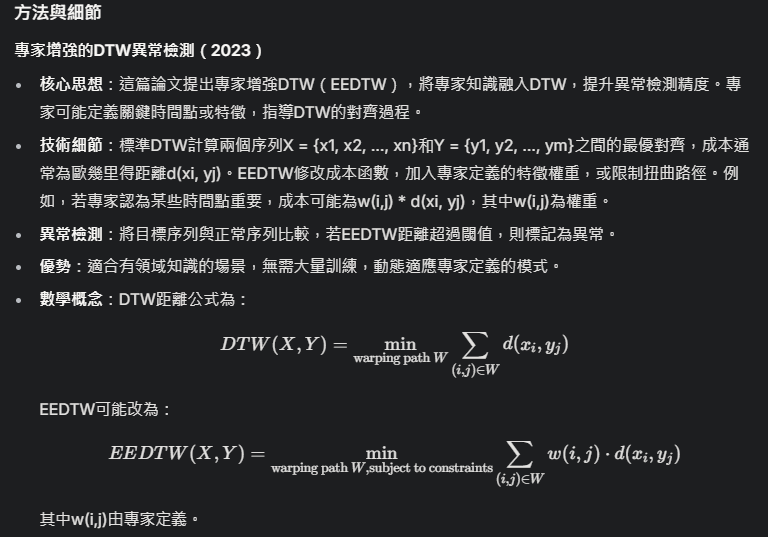 方法與細節
專家增強的DTW異常檢測（2023）
• 核心思想：這篇論文提出專家增強DTW（EEDTW），將專家知識融入DTW，提升異常檢測精度。專
家可能定義關鍵時間點或特徵，指導DTW的對齊過程。
• 技術細節：標準DTW計算兩個序列X = {x1, x2, ..., xn}和Y = {y1, y2, ..., ym}之間的最優對齊，成本通
常為歐幾里得距離d(xi, yj)。EEDTW修改成本函數，加入專家定義的特徵權重，或限制扭曲路徑。例
如，若專家認為某些時間點重要，成本可能為w(i,j) * d(xi, yj)，其中w(i,j)為權重。
• 異常檢測：將目標序列與正常序列比較，若EEDTW距離超過閾值，則標記為異常。
• 優勢：適合有領域知識的場景，無需大量訓練，動態適應專家定義的模式。
• 數學概念：DTW距離公式為：
DTW(X,Y) = min warping path W ∑ (i,j)∈W d(x_i, y_j)
EEDTW可能改為：
EEDTW(X,Y) = min warping path W,subject to constraints ∑ (i,j)∈W w(i,j) · d(x_i, y_j)
其中w(i,j)由專家定義。